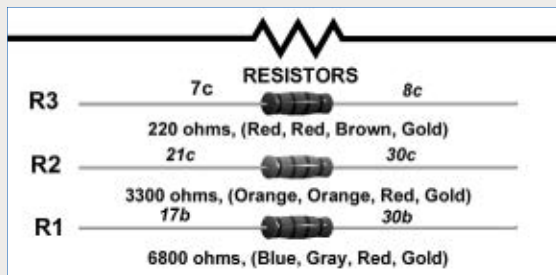 RESISTORS
R3 7c 8c
220 ohms, (Red, Red, Brown, Gold)
R2 21c 30c
3300 ohms, (Orange, Orange, Red, Gold)
R1 17b 30b
6800 ohms, (Blue, Gray, Red, Gold)